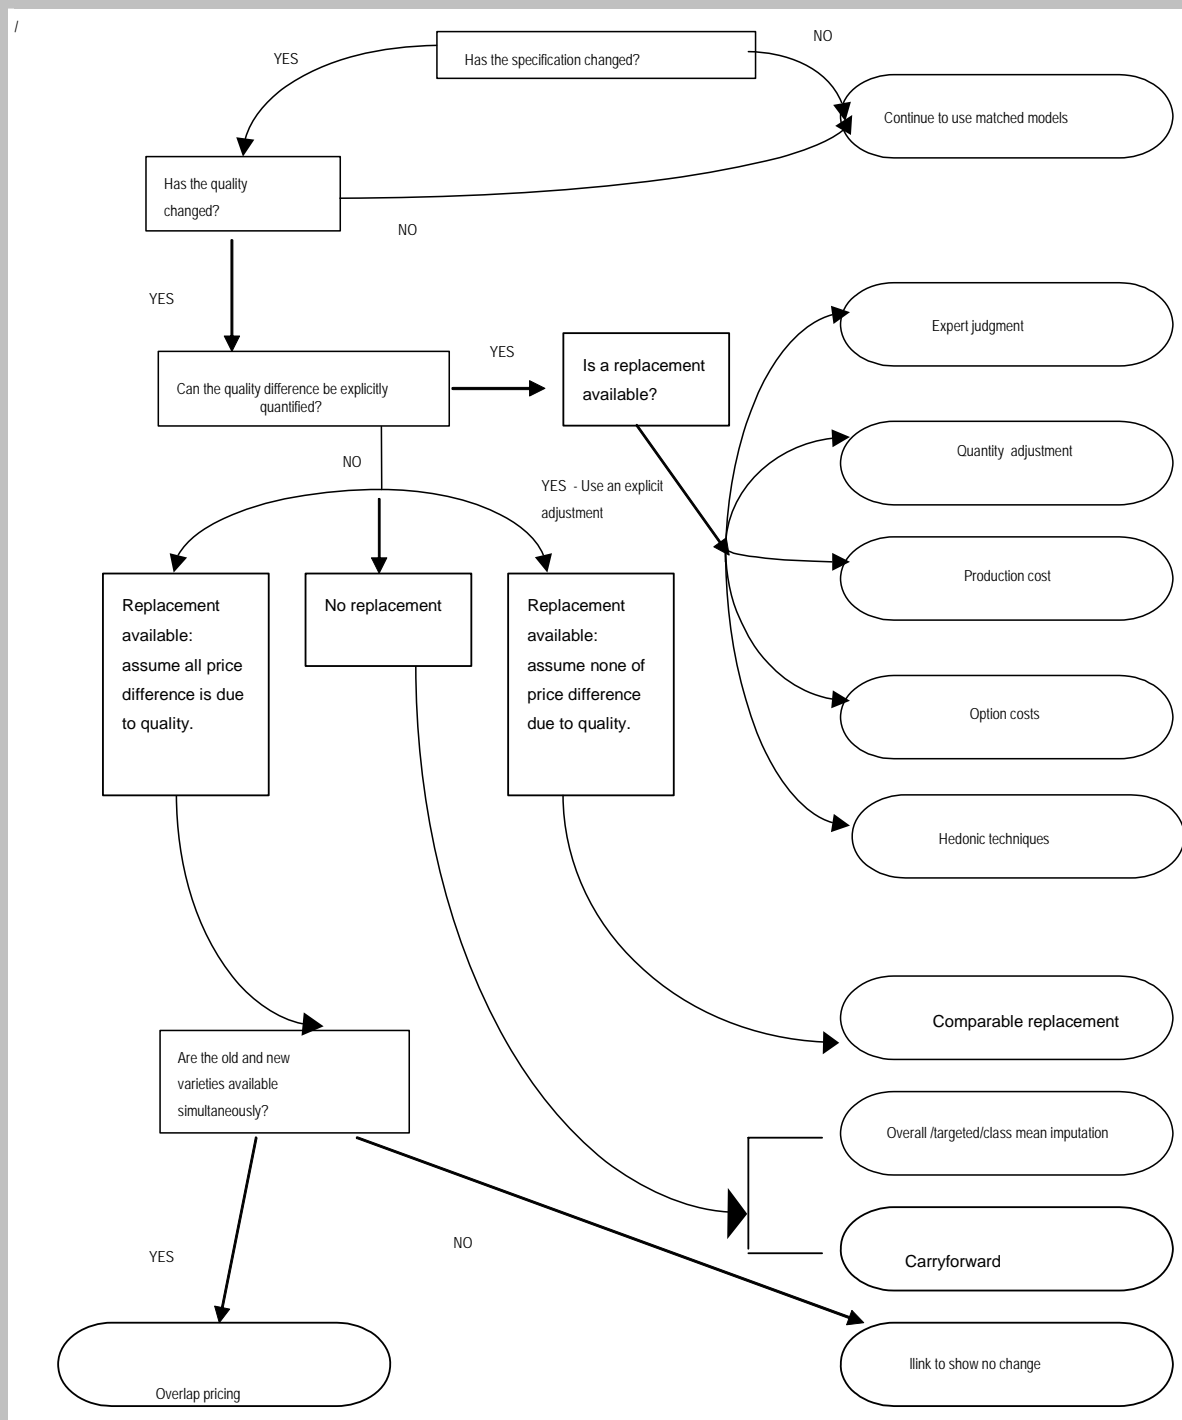 /
NO
YES
Has the specification changed?
Continue to use matched models
Has the quality
changed?
NO
YES
Expert judgment
YES
Is a replacement
available?
Can the quality difference be explicitly
quantified?
Quantity adjustment
NO
YES - Use an explicit
adjustment
Production cost
Replacement
available:
assume all price
difference is due
to quality.
No replacement
Replacement
available:
assume none of
price difference
due to quality.
Option costs
Hedonic techniques
Comparable replacement
Are the old and new
varieties available
simultaneously?
Overall /targeted/class mean imputation
YES
NO
Carryforward
Ilink to show no change
Overlap pricing